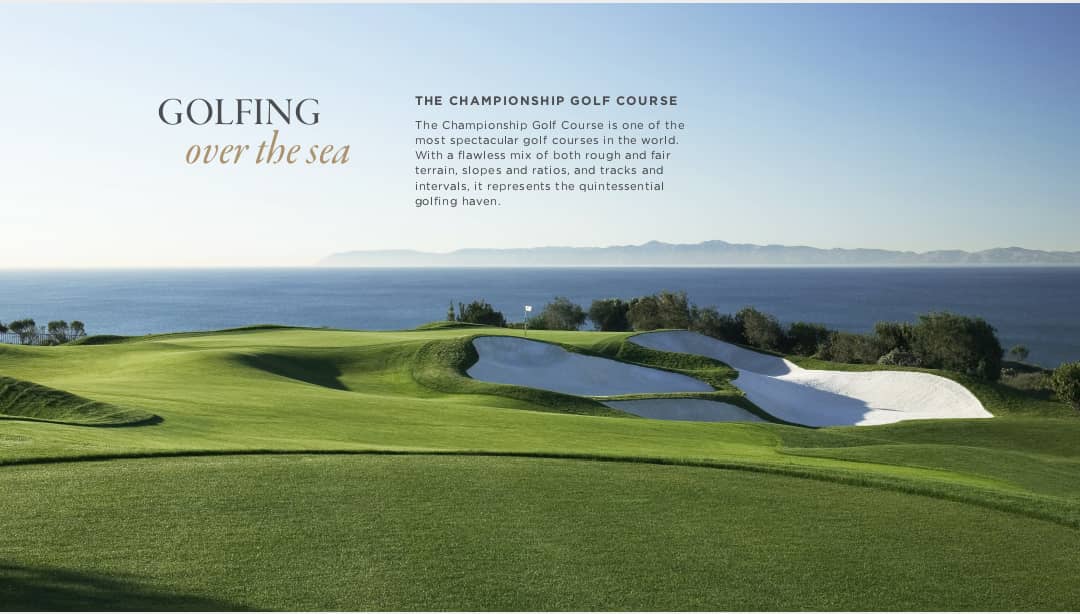 GOLFING
over the sea
THE CHAMPIONSHIP GOLF COURSE
The Championship Golf Course is one of the
most spectacular golf courses in the world.
With a flawless mix of both rough and fair
terrain, slopes and ratios, and tracks and
intervals, it represents the quintessential
golfing haven.